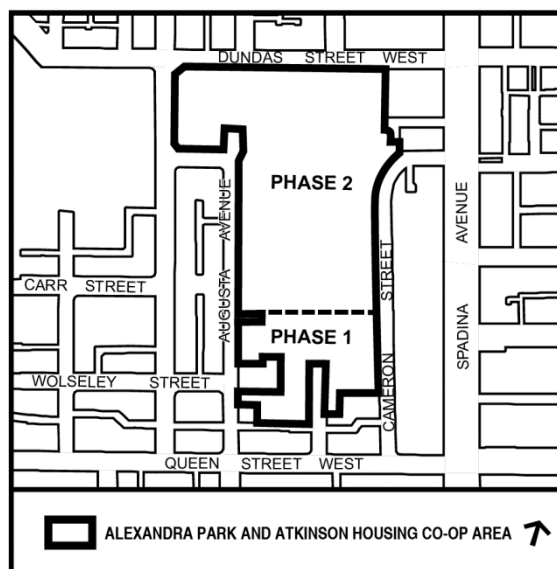 DUNDAS STREET WEST
PHASE 2
AUGUSTA AVENUE
SPADINA AVENUE
CARR STREET
CAMERON STREET
PHASE 1
WOLSELEY STREET
QUEEN STREET WEST
ALEXANDRA PARK AND ATKINSON HOUSING CO-OP AREA